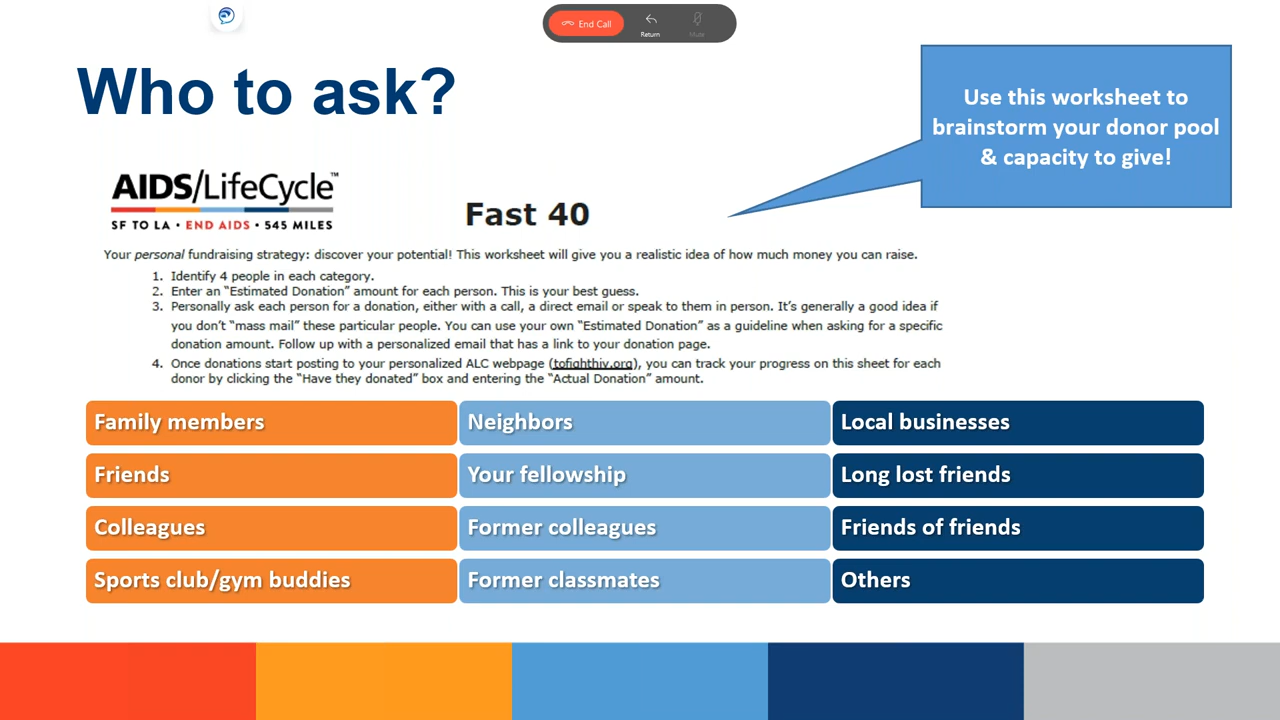 End Call
Return
Mute
Who to ask?
Use this worksheet to
brainstorm your donor pool
& capacity to give!
AIDS/LifeCycle™
SF TO LA • END AIDS • 545 MILES
Fast 40
Your personal fundraising strategy: discover your potential! This worksheet will give you a realistic idea of how much money you can raise.
1. Identify 4 people in each category.
2. Enter an “Estimated Donation” amount for each person. This is your best guess.
3. Personally ask each person for a donation, either with a call, a direct email or speak to them in person. It’s generally a good idea if
you don’t “mass mail” these particular people. You can use your own “Estimated Donation” as a guideline when asking for a specific
donation amount. Follow up with a personalized email that has a link to your donation page.
4. Once donations start posting to your personalized ALC webpage (tofighthiv.org), you can track your progress on this sheet for each
donor by clicking the “Have they donated” box and entering the “Actual Donation” amount.
Family members
Neighbors
Local businesses
Friends
Your fellowship
Long lost friends
Colleagues
Former colleagues
Friends of friends
Sports club/gym buddies
Former classmates
Others